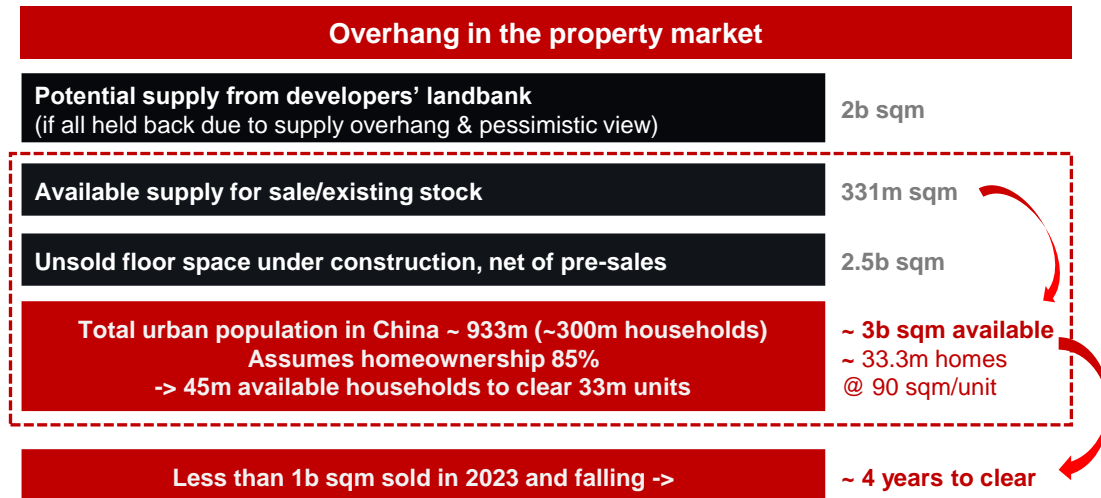 Overhang in the property market
Potential supply from developers’ landbank
(if all held back due to supply overhang & pessimistic view)
2b sqm
Available supply for sale/existing stock
331m sqm
Unsold floor space under construction, net of pre-sales
2.5b sqm
Total urban population in China ~ 933m (~300m households)
Assumes homeownership 85%
-> 45m available households to clear 33m units
~ 3b sqm available
~ 33.3m homes
@ 90 sqm/unit
Less than 1b sqm sold in 2023 and falling ->
~ 4 years to clear